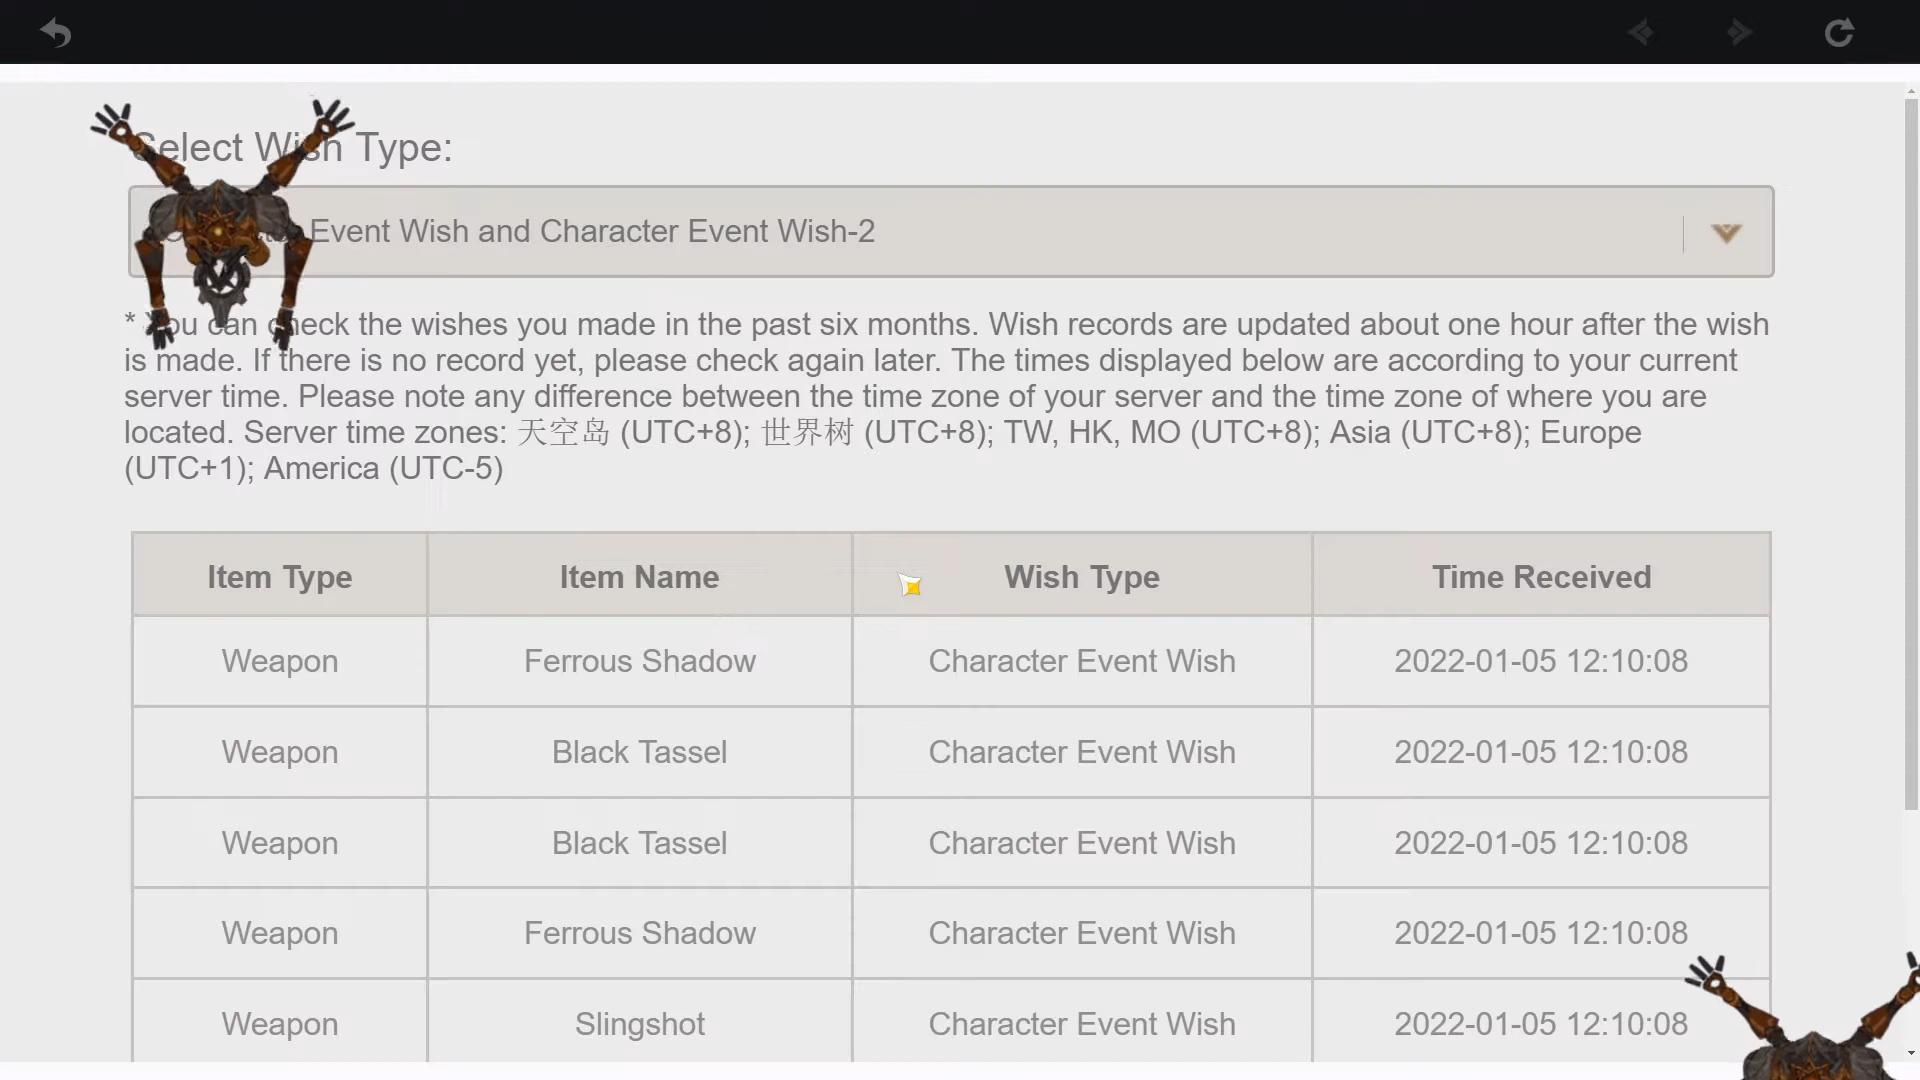 Select Wish Type:
Event Wish and Character Event Wish-2
* You can check the wishes you made in the past six months. Wish records are updated about one hour after the wish
is made. If there is no record yet, please check again later. The times displayed below are according to your current
server time. Please note any difference between the time zone of your server and the time zone of where you are
located. Server time zones: 天空岛 (UTC+8); 世界树 (UTC+8); TW, HK, MO (UTC+8); Asia (UTC+8); Europe
(UTC+1); America (UTC-5)
Item Type Item Name Wish Type Time Received
Weapon Ferrous Shadow Character Event Wish 2022-01-05 12:10:08
Weapon Black Tassel Character Event Wish 2022-01-05 12:10:08
Weapon Black Tassel Character Event Wish 2022-01-05 12:10:08
Weapon Ferrous Shadow Character Event Wish 2022-01-05 12:10:08
Weapon Slingshot Character Event Wish 2022-01-05 12:10:08